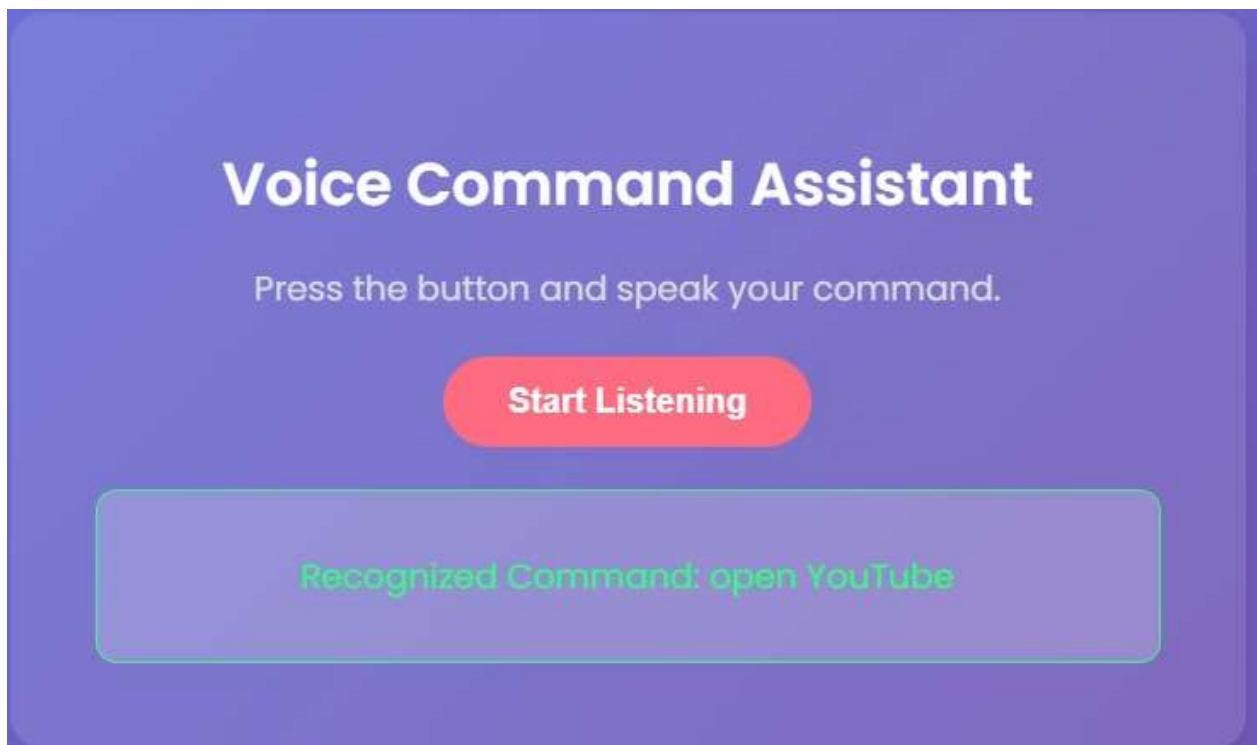 Voice Command Assistant
Press the button and speak your command.
Start Listening
Recognized Command: open YouTube